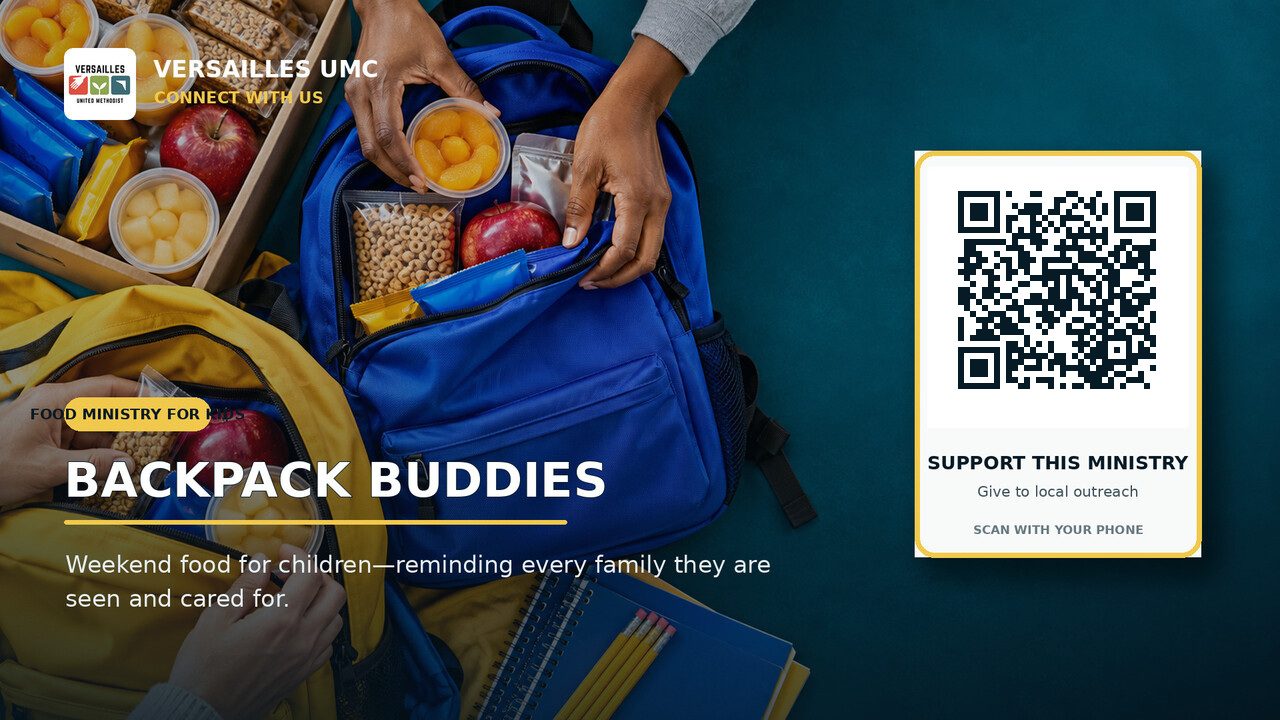 VERSAILLES
UNITED METHODIST
VERSAILLES UMC
CONNECT WITH US
FOOD MINISTRY FOR KIDS
BACKPACK BUDDIES
Weekend food for children—reminding every family they are
seen and cared for.
SUPPORT THIS MINISTRY
Give to local outreach
SCAN WITH YOUR PHONE